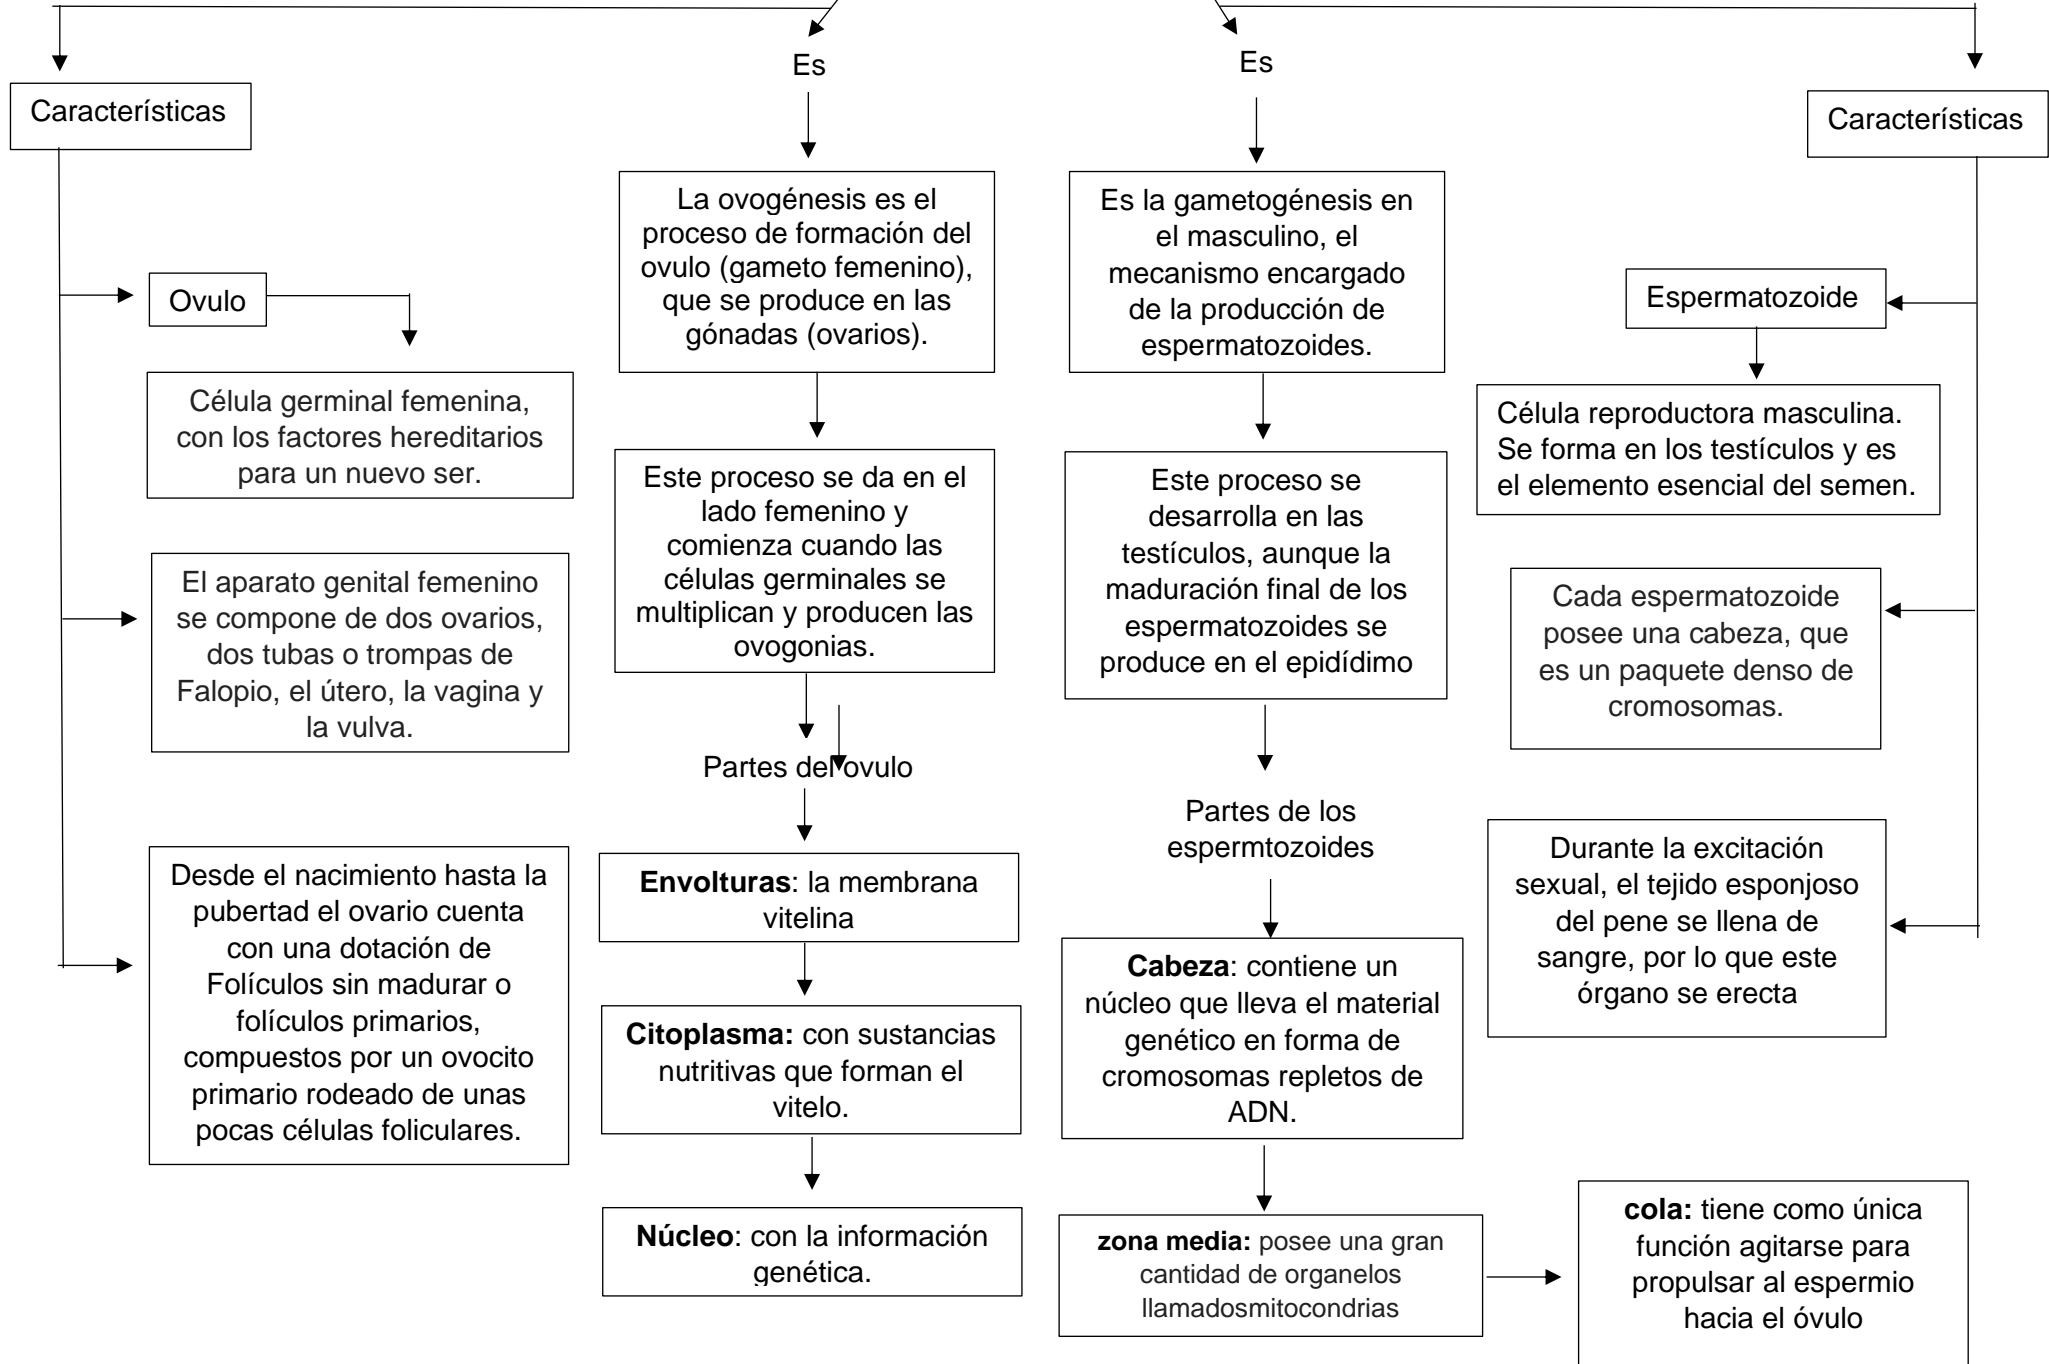 Características
Ovulo
Célula germinal femenina,
con los factores hereditarios
para un nuevo ser.
El aparato genital femenino
se compone de dos ovarios,
dos tubas o trompas de
Falopio, el útero, la vagina y
la vulva.
Desde el nacimiento hasta la
pubertad el ovario cuenta
con una dotación de
Folículos sin madurar o
folículos primarios,
compuestos por un ovocito
primario rodeado de unas
pocas células foliculares.
Es
La ovogénesis es el
proceso de formación del
ovulo (gameto femenino),
que se produce en las
gónadas (ovarios).
Este proceso se da en el
lado femenino y
comienza cuando las
células germinales se
multiplican y producen las
ovogonias.
Partes del ovulo
Envolturas: la membrana
vitelina
Citoplasma: con sustancias
nutritivas que forman el
vitelo.
Núcleo: con la información
genética.
Es
Es la gametogénesis en
el masculino, el
mecanismo encargado
de la producción de
espermatozoides.
Este proceso se
desarrolla en las
testículos, aunque la
maduración final de los
espermatozoides se
produce en el epidídimo
Partes de los
espermtozoides
Cabeza: contiene un
núcleo que lleva el material
genético en forma de
cromosomas repletos de
ADN.
zona media: posee una gran
cantidad de organelos
llamadosmitocondrias
cola: tiene como única
función agitarse para
propulsar al espermio
hacia el óvulo
Características
Espermatozoide
Célula reproductora masculina.
Se forma en los testículos y es
el elemento esencial del semen.
Cada espermatozoide
posee una cabeza, que
es un paquete denso de
cromosomas.
Durante la excitación
sexual, el tejido esponjoso
del pene se llena de
sangre, por lo que este
órgano se erecta